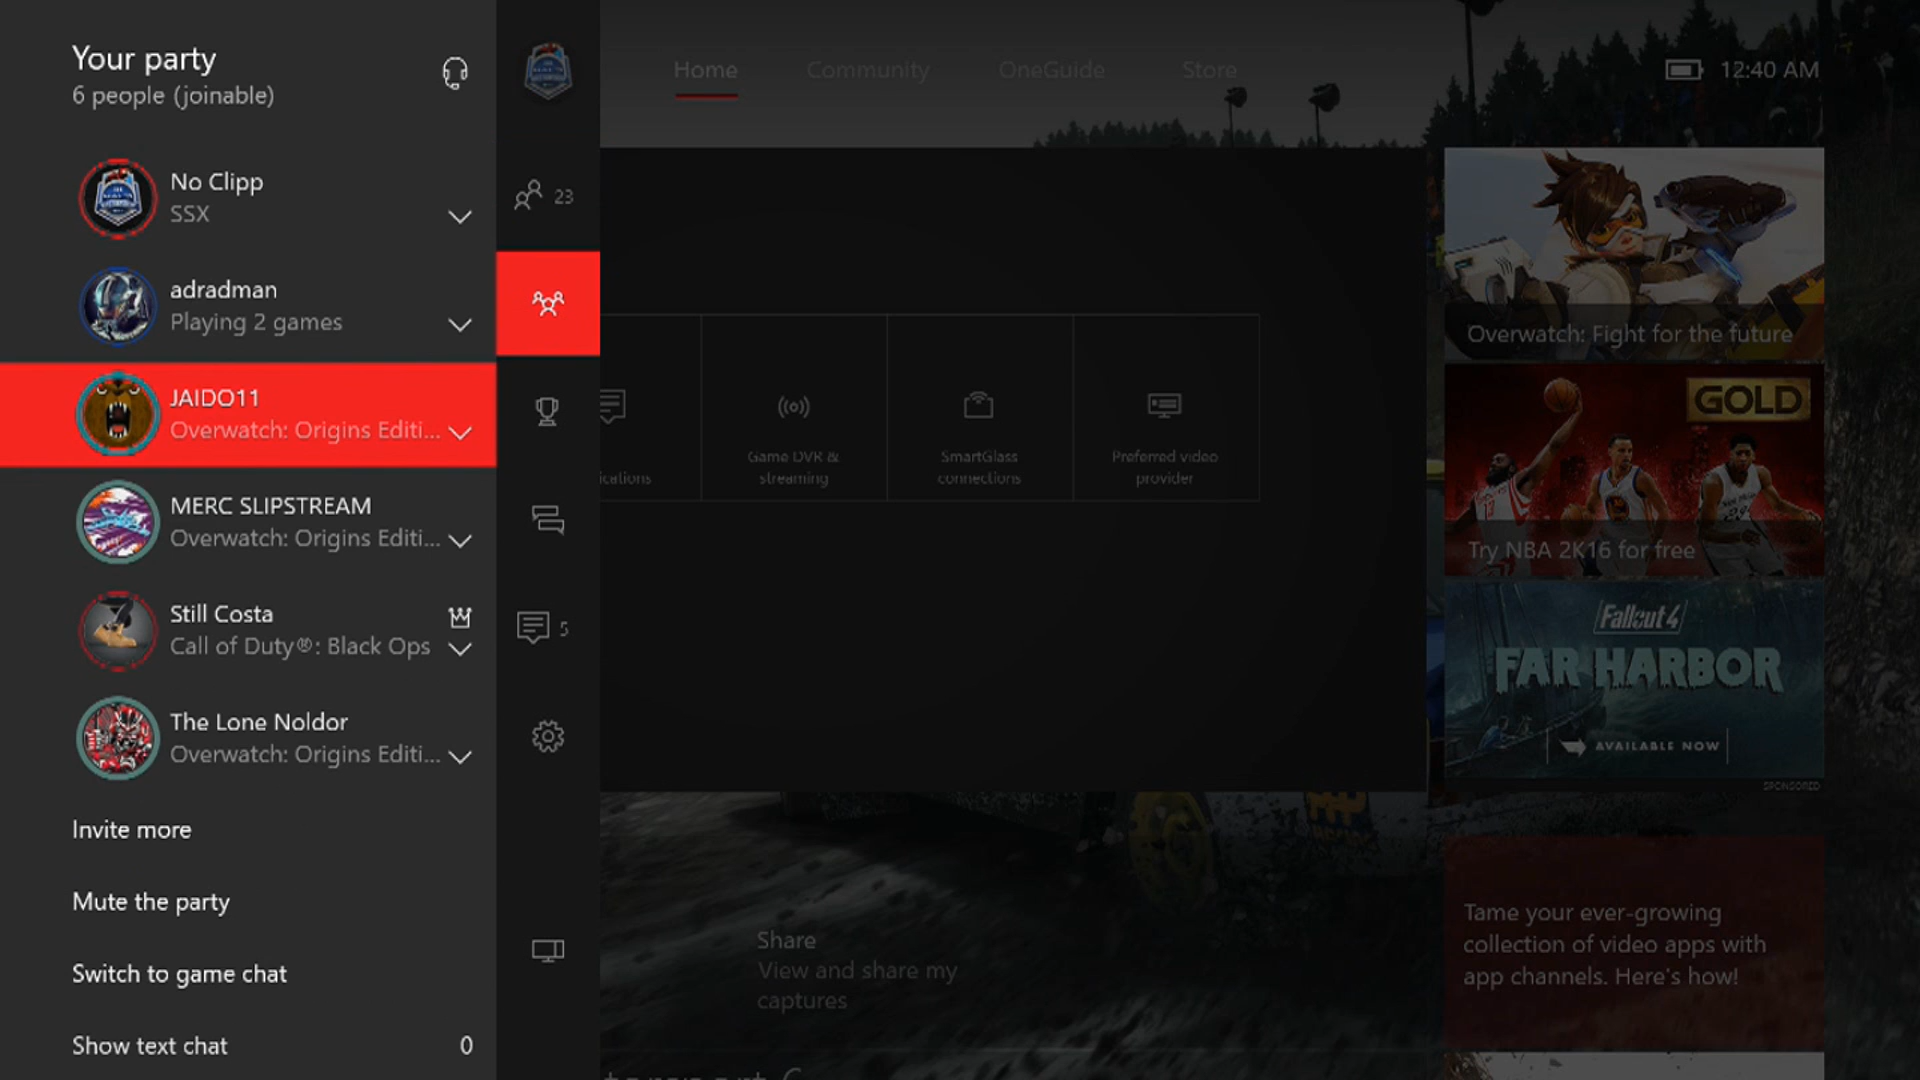 Your party
6 people (joinable)
No Clipp
SSX
adradman
Playing 2 games
JAIDO11
Overwatch: Origins Editi...
MERC SLIPSTREAM
Overwatch: Origins Editi...
Still Costa
Call of Duty®: Black Ops
The Lone Noldor
Overwatch: Origins Editi...
Invite more
Mute the party
Switch to game chat
Show text chat 0
23
5
Home Community OneGuide Store
12:40 AM
ications
Game DVR &
streaming
SmartGlass
connections
Preferred video
provider
Overwatch: Fight for the future
GOLD
Try NBA 2K16 for free
Fallout 4
FAR HARBOR
AVAILABLE NOW
SPONSORED
Share
View and share my
captures
Tame your ever-growing
collection of video apps with
app channels. Here's how!